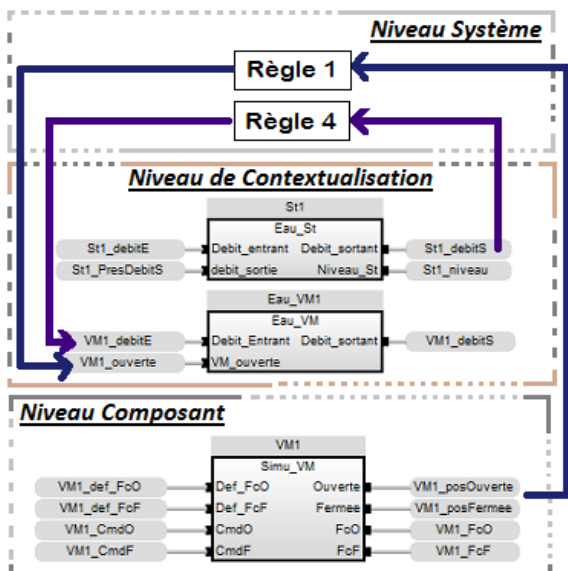 Niveau Système
Règle 1
Règle 4
Niveau de Contextualisation
St1
Eau_St
St1_debitE Debit_entrant Debit_sortant St1_debitS
St1_PresDebitS debit_sortie Niveau_St St1_niveau
Eau_VM1
Eau_VM
VM1_debitE Debit_Entrant Debit_sortant VM1_debitS
VM1_ouverte VM_ouverte
Niveau Composant
VM1
Simu_VM
VM1_def_FcO Def_FcO Ouverte VM1_posOuverte
VM1_def_FcF Def_FcF Fermee VM1_posFermee
VM1_CmdO CmdO FcO VM1_FcO
VM1_CmdF CmdF FcF VM1_FcF